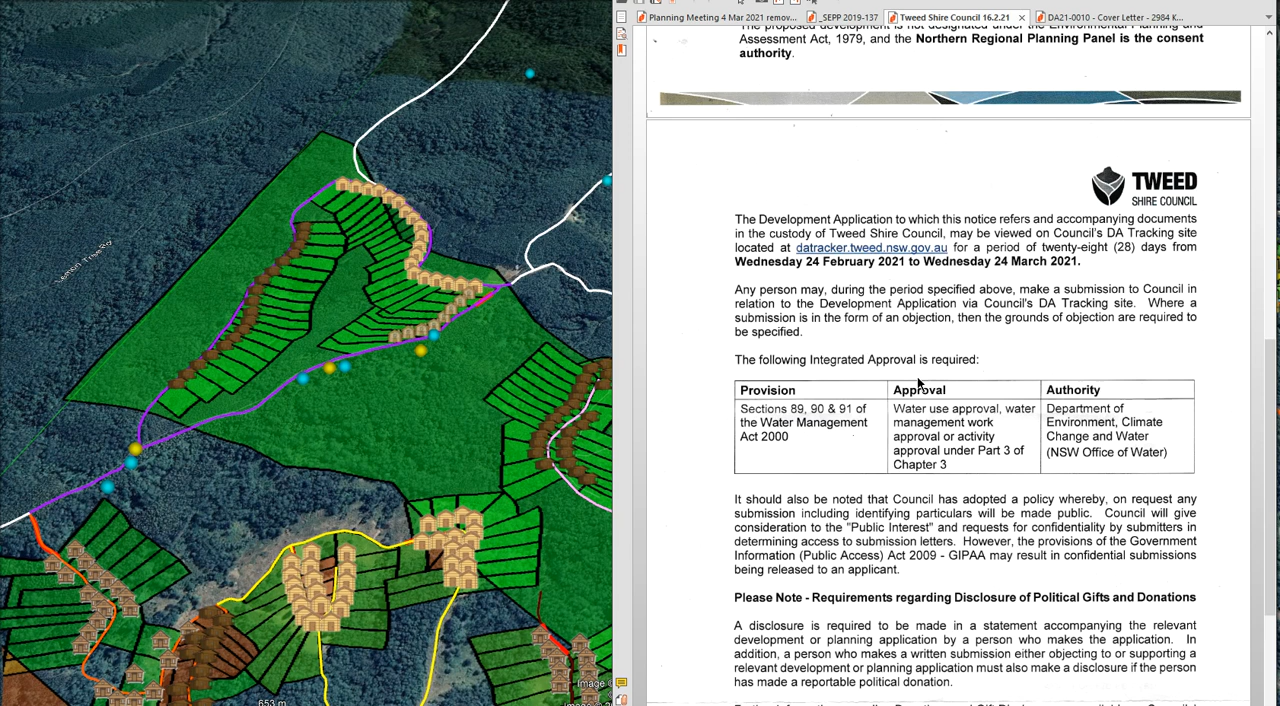 Planning Meeting 4 Mar 2021 remov...
_SEPP 2019-137
Tweed Shire Council 16.2.21
DA21-0010 - Cover Letter - 2984 K...
The proposed development is not designated under the Environmental Planning and
Assessment Act, 1979, and the Northern Regional Planning Panel is the consent
authority.
TWEED
SHIRE COUNCIL
The Development Application to which this notice refers and accompanying documents
in the custody of Tweed Shire Council, may be viewed on Council's DA Tracking site
located at datracker.tweed.nsw.gov.au for a period of twenty-eight (28) days from
Wednesday 24 February 2021 to Wednesday 24 March 2021.
Any person may, during the period specified above, make a submission to Council in
relation to the Development Application via Council's DA Tracking site. Where a
submission is in the form of an objection, then the grounds of objection are required to
be specified.
The following Integrated Approval is required:
Provision Approval Authority
Sections 89, 90 & 91 of Water use approval, water Department of
the Water Management management work Environment, Climate
Act 2000 approval or activity Change and Water
approval under Part 3 of (NSW Office of Water)
Chapter 3
It should also be noted that Council has adopted a policy whereby, on request any
submission including identifying particulars will be made public. Council will give
consideration to the "Public Interest" and requests for confidentiality by submitters in
determining access to submission letters. However, the provisions of the Government
Information (Public Access) Act 2009 - GIPAA may result in confidential submissions
being released to an applicant.
Please Note - Requirements regarding Disclosure of Political Gifts and Donations
A disclosure is required to be made in a statement accompanying the relevant
development or planning application by a person who makes the application. In
addition, a person who makes a written submission either objecting to or supporting a
relevant development or planning application must also make a disclosure if the person
has made a reportable political donation.
653 m
Image ©